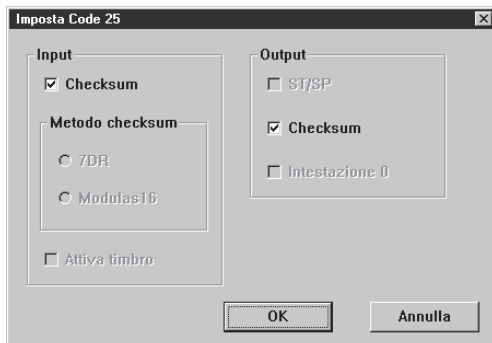 Imposta Code 25
Input
Checksum
Metodo checksum
7DR
Modulas16
Attiva timbro
Output
ST/SP
Checksum
Intestazione 0
OK
Annulla